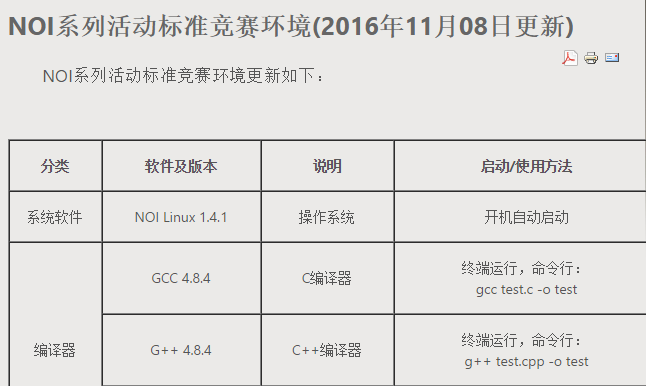 NOI系列活动标准竞赛环境(2016年11月08日更新)
NOI系列活动标准竞赛环境更新如下：
分类 软件及版本 说明 启动/使用方法
系统软件 NOI Linux 1.4.1 操作系统 开机自动启动
编译器
GCC 4.8.4 C编译器 终端运行，命令行：
gcc test.c -o test
G++ 4.8.4 C++编译器 终端运行，命令行：
g++ test.cpp -o test